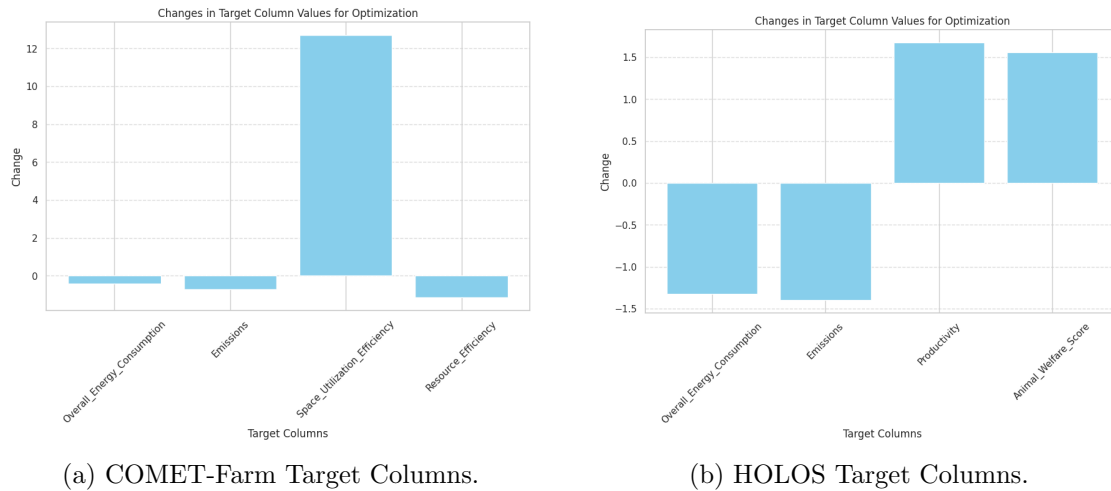 Changes in Target Column Values for Optimization
12
10
8
6
4
2
0
Change
Overall_Energy_Consumption
Emissions
Space_Utilization_Efficiency
Resource_Efficiency
Target Columns
(a) COMET-Farm Target Columns.
Changes in Target Column Values for Optimization
1.5
1.0
0.5
0.0
−0.5
−1.0
−1.5
Change
Overall_Energy_Consumption
Emissions
Productivity
Animal_Welfare_Score
Target Columns
(b) HOLOS Target Columns.